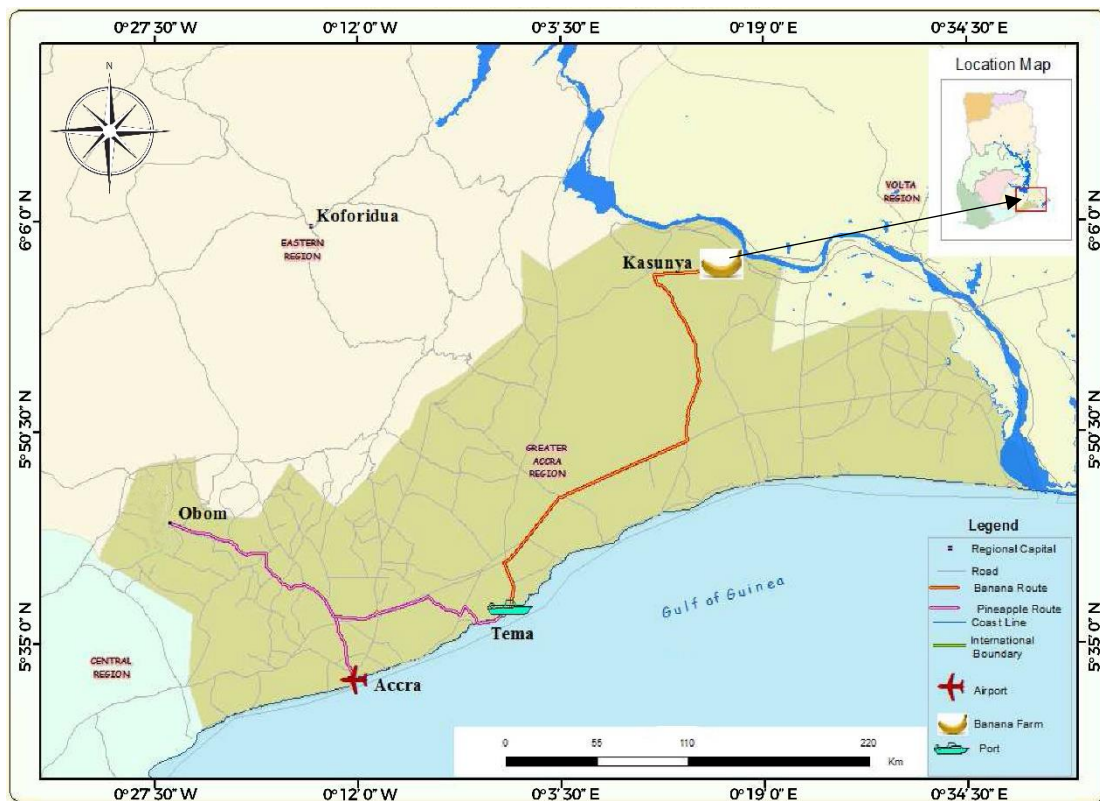 0° 27' 30" W
0° 12' 0" W
0° 3' 30" E
0° 19' 0" E
0° 34' 30" E
N
Location Map
Koforidua
EASTERN
REGION
VOLTA
REGION
6° 6' 0" N
6° 6' 0" N
Kasunya
5° 50' 30" N
5° 50' 30" N
GREATER
ACCRA
REGION
Obom
Legend
Regional Capital
Road
Banana Route
Pineapple Route
Coast Line
International
Boundary
Airport
Banana Farm
Port
Gulf of Guinea
Tema
5° 35' 0" N
5° 35' 0" N
CENTRAL
REGION
Accra
0
55
110
220
Km
0° 27' 30" W
0° 12' 0" W
0° 3' 30" E
0° 19' 0" E
0° 34' 30" E